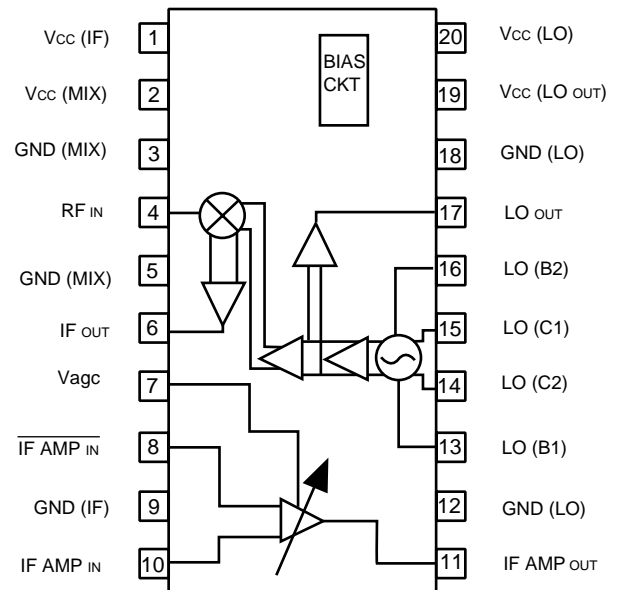 Vcc (IF) 1
Vcc (MIX) 2
GND (MIX) 3
RF IN 4
GND (MIX) 5
IF OUT 6
Vagc 7
IF AMP IN 8
GND (IF) 9
IF AMP IN 10
BIAS
CKT
20 Vcc (LO)
19 Vcc (LO OUT)
18 GND (LO)
17 LO OUT
16 LO (B2)
15 LO (C1)
14 LO (C2)
13 LO (B1)
12 GND (LO)
11 IF AMP OUT